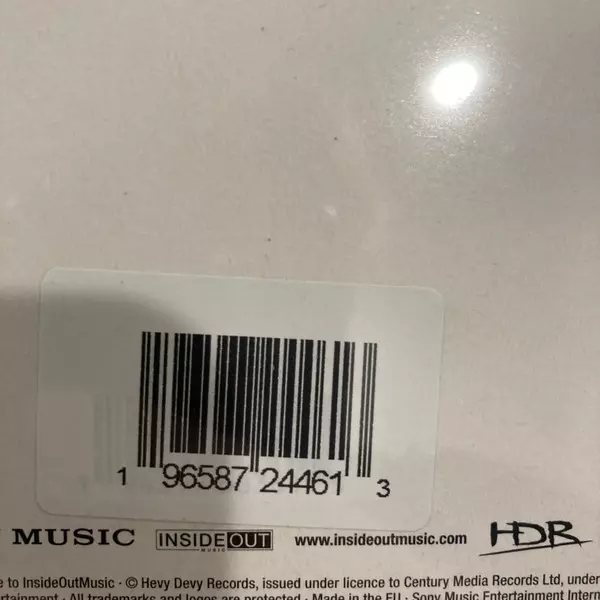 1 96587 24461 3
MUSIC INSIDEOUT MUSIC www.insideoutmusic.com HDR
to InsideOutMusic · © Hevy Devy Records, issued under licence to Century Media Records Ltd, under
All trademarks and logos are protected · Made in the EU · Sony Music Entertainment